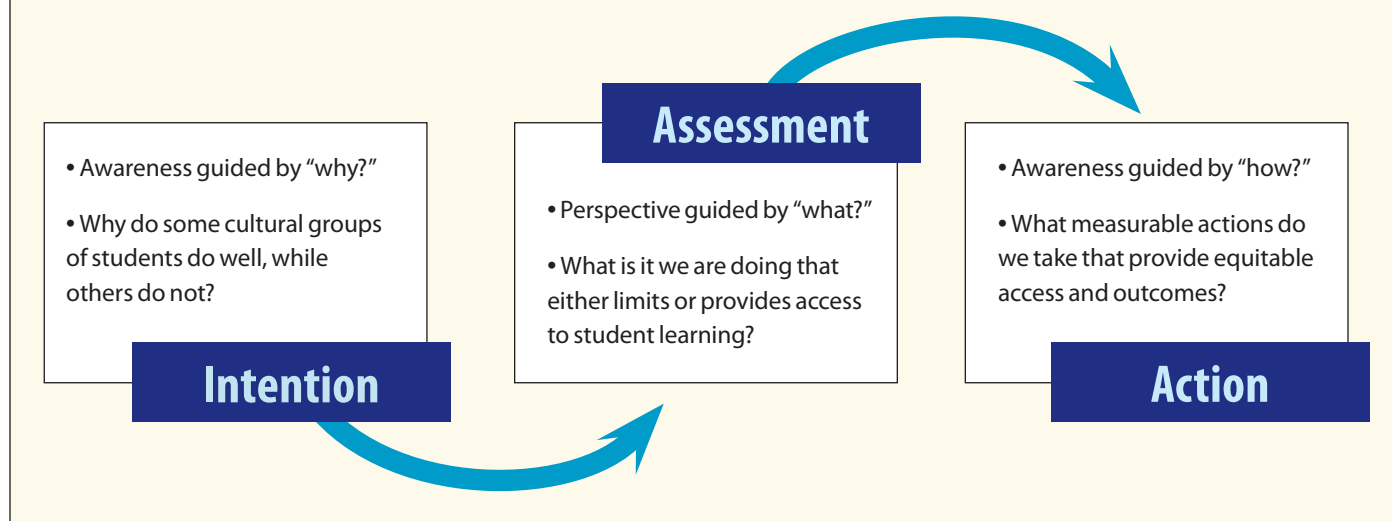 • Awareness guided by “why?”
• Why do some cultural groups
of students do well, while
others do not?
Intention
Assessment
• Perspective guided by “what?”
• What is it we are doing that
either limits or provides access
to student learning?
• Awareness guided by “how?”
• What measurable actions do
we take that provide equitable
access and outcomes?
Action